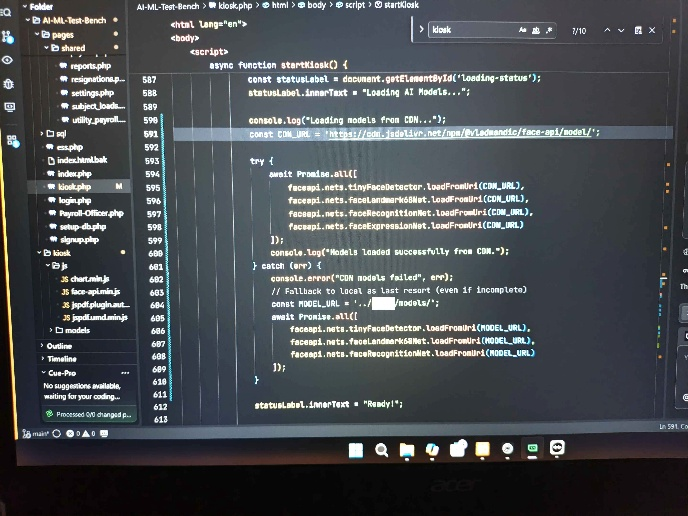 Folder
AI-ML-Test-Bench
pages
shared
reports.php
resignations.p...
settings.php
subject_loads....
utility_payroll...
sql
ess.php
index.html.bak
index.php
kiosk.php M
login.php
Payroll-Officer.php
setup-db.php
signup.php
kiosk
js
chart.min.js
face-api.min.js
jspdf.plugin.aut...
jspdf.umd.min.js
models
Outline
Timeline
Cue-Pro ...
No suggestions available,
waiting for your coding...
Processed 0/0 changed p...
main*
0 0
AI-ML-Test-Bench > pages > kiosk.php > html > body > script > startKiosk
kiosk
Aa ab .*
7/10
<html lang="en">
<body>
<script>
async function startKiosk() {
587 const statusLabel = document.getElementById('loading-status');
588 statusLabel.innerText = "Loading AI Models...";
589
590 console.log("Loading models from CDN...");
591 const CDN_URL = 'https://cdn.jsdelivr.net/npm/@vladmandic/face-api/model/';
592
593 try {
594 await Promise.all([
595 faceapi.nets.tinyFaceDetector.loadFromUri(CDN_URL),
596 faceapi.nets.faceLandmark68Net.loadFromUri(CDN_URL),
597 faceapi.nets.faceRecognitionNet.loadFromUri(CDN_URL),
598 faceapi.nets.faceExpressionNet.loadFromUri(CDN_URL)
599 ]);
600 console.log("Models loaded successfully from CDN.");
601 } catch (err) {
602 console.error("CDN models failed", err);
603 // Fallback to local as last resort (even if incomplete)
604 const MODEL_URL = '../ /models/';
605 await Promise.all([
606 faceapi.nets.tinyFaceDetector.loadFromUri(MODEL_URL),
607 faceapi.nets.faceLandmark68Net.loadFromUri(MODEL_URL),
608 faceapi.nets.faceRecognitionNet.loadFromUri(MODEL_URL)
609 ]);
610 }
611
612 statusLabel.innerText = "Ready!";
613
Ln 591, Co
acer